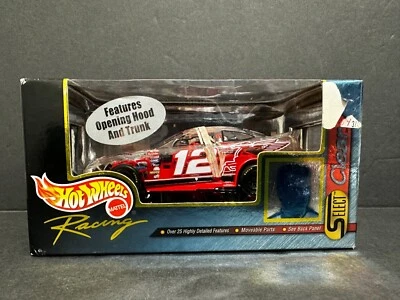 Features
Opening Hood
And Trunk
12
Hot Wheels
MATTEL
Racing
SELECT
• Over 25 Highly Detailed Features • Moveable Parts • See Back Panel